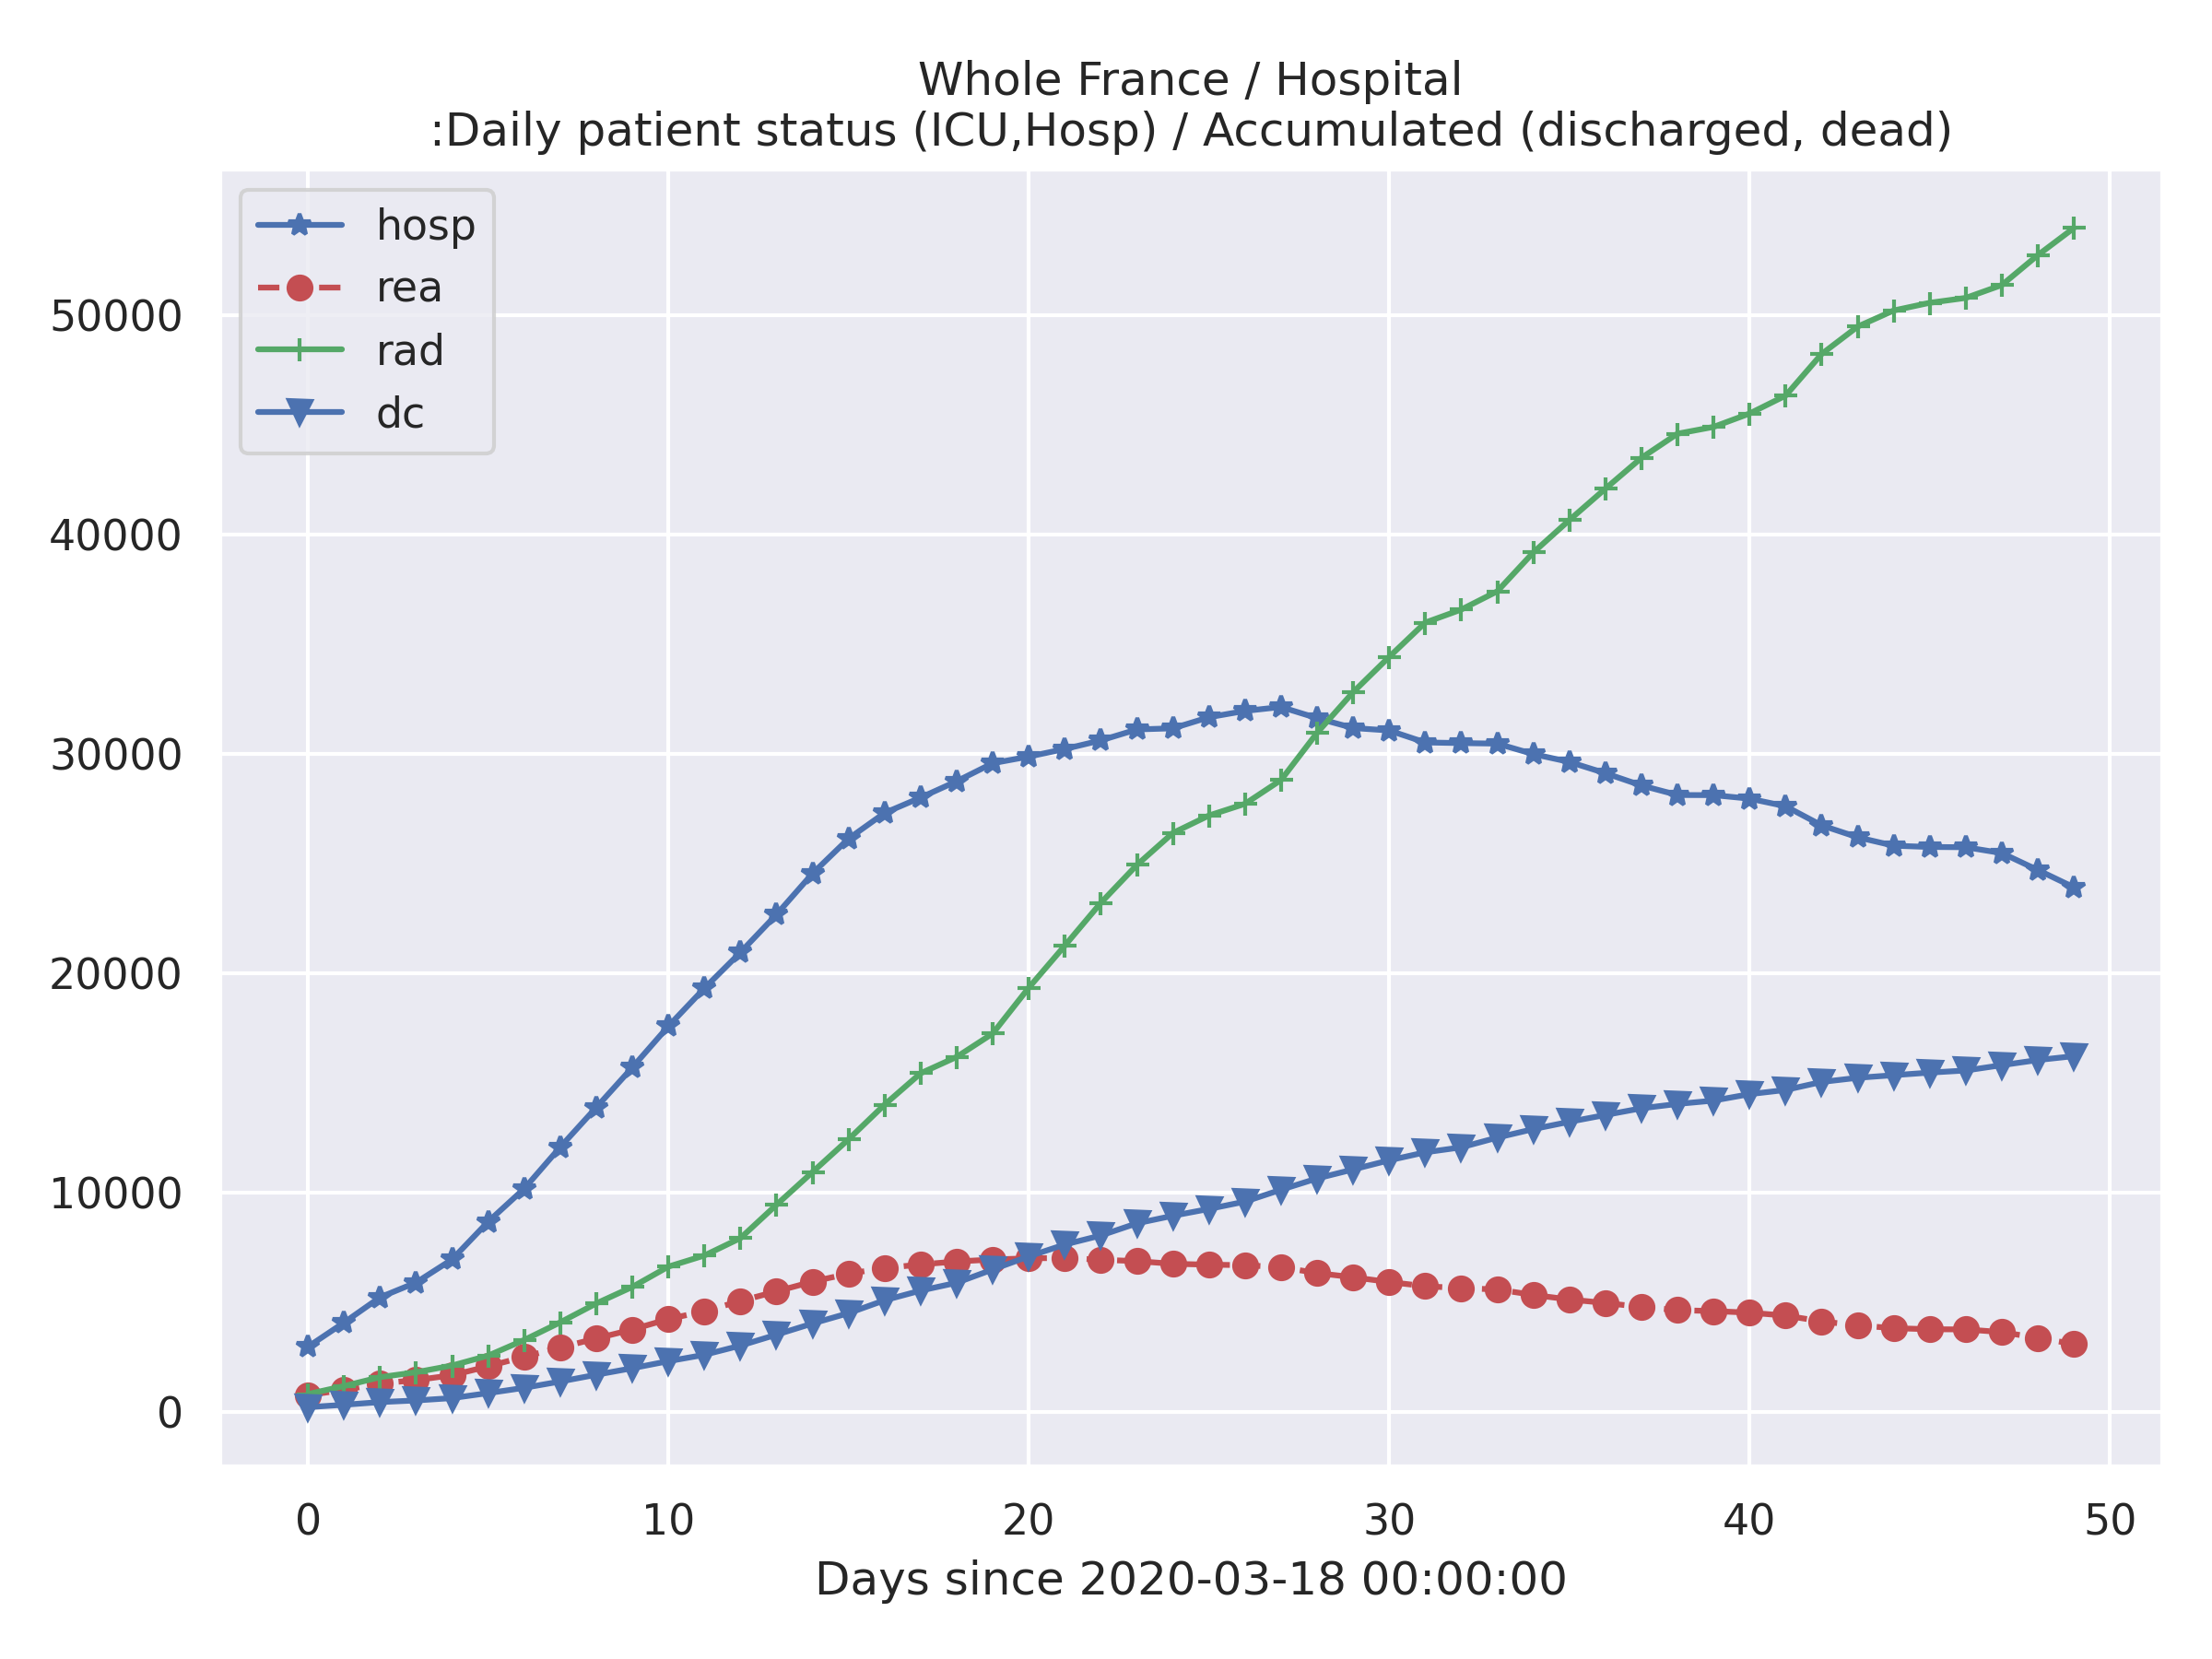 Whole France / Hospital
:Daily patient status (ICU,Hosp) / Accumulated (discharged, dead)
hosp
rea
rad
dc
50000
40000
30000
20000
10000
0
0 10 20 30 40 50
Days since 2020-03-18 00:00:00